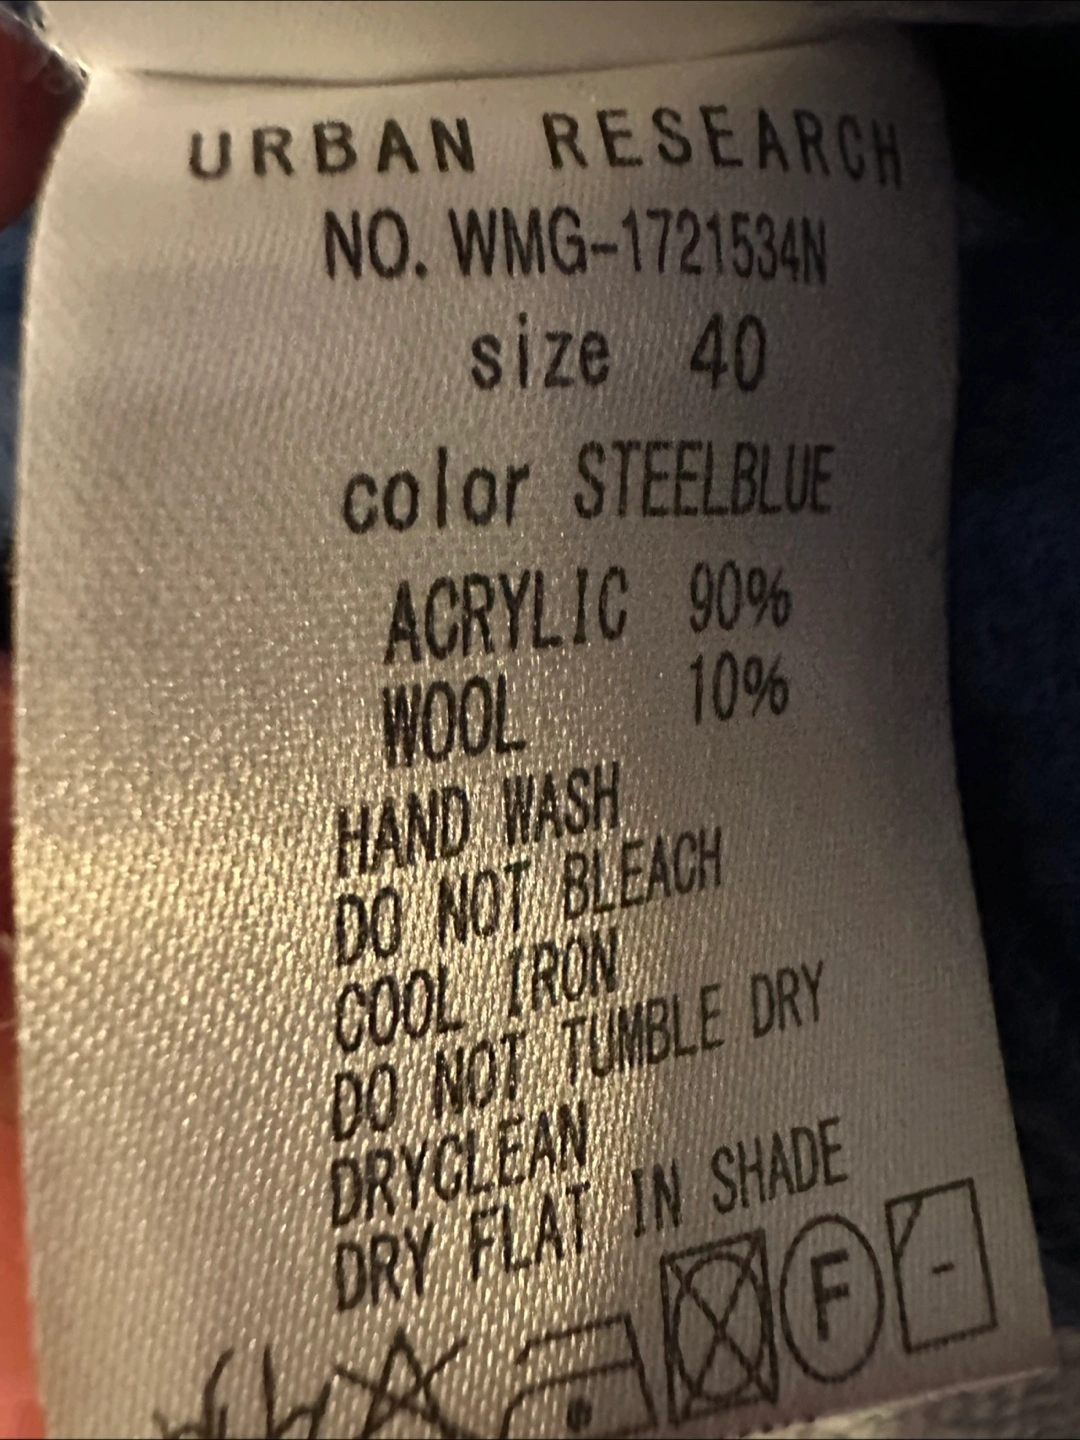 URBAN RESEARCH
NO. WMG-1721534N
size 40
color STEELBLUE
ACRYLIC 90%
WOOL 10%
HAND WASH
DO NOT BLEACH
COOL IRON
DO NOT TUMBLE DRY
DRYCLEAN
DRY FLAT IN SHADE
F